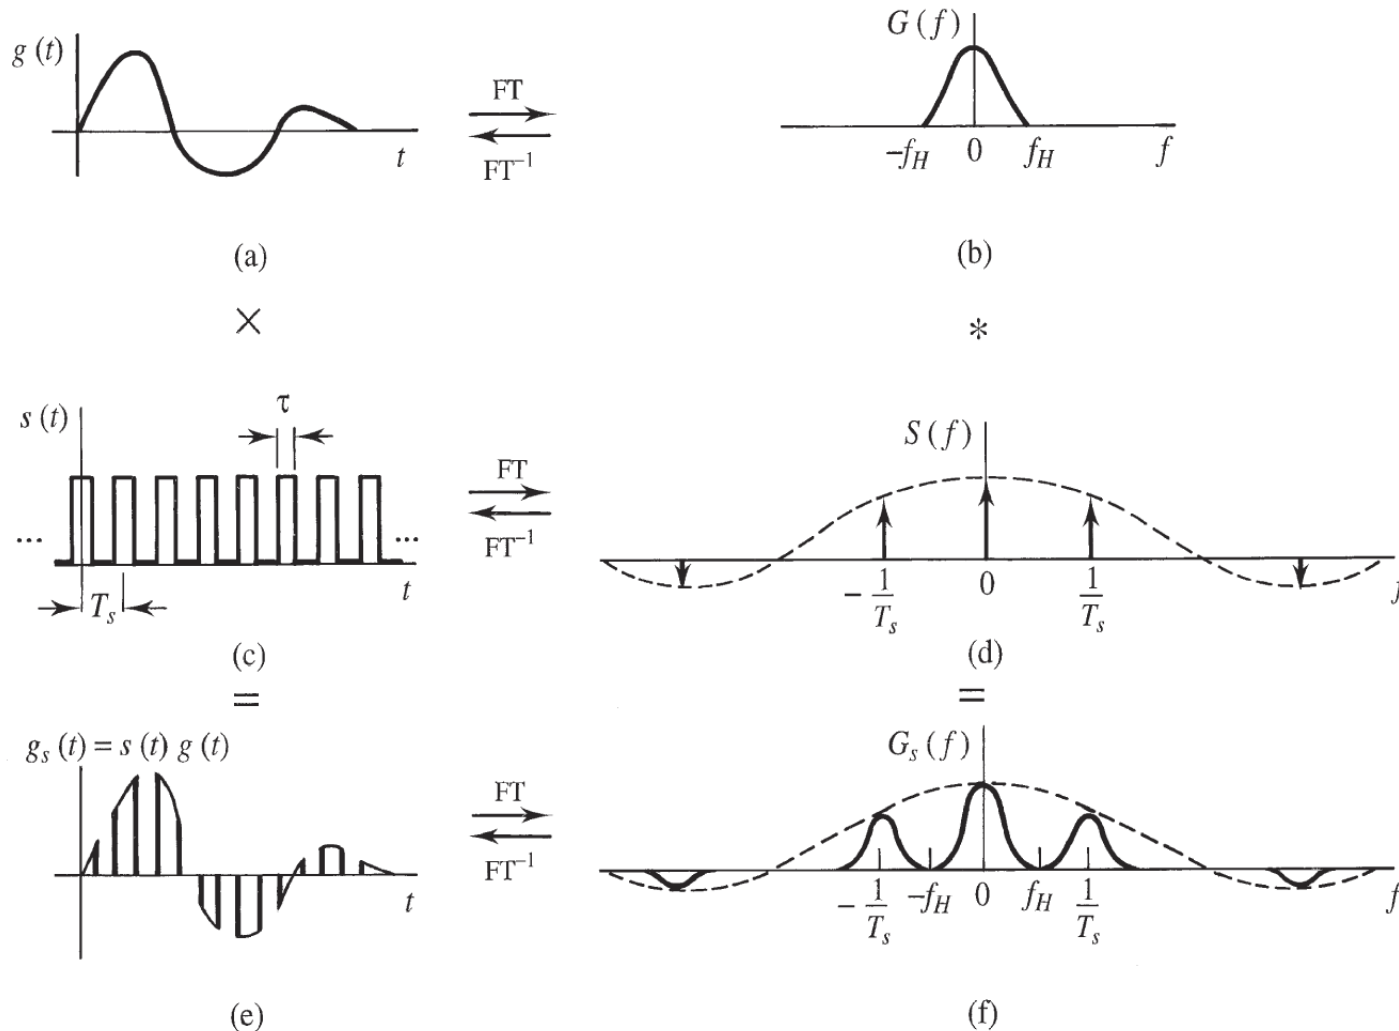 g (t)
t
(a)
FT
FT⁻¹
G (f)
−f_H 0 f_H f
(b)
×
*
s (t)
τ
... ...
T_s
t
(c)
FT
FT⁻¹
S (f)
− 1/T_s 0 1/T_s f
(d)
=
=
g_s (t) = s (t) g (t)
t
(e)
FT
FT⁻¹
G_s (f)
− 1/T_s −f_H 0 f_H 1/T_s f
(f)